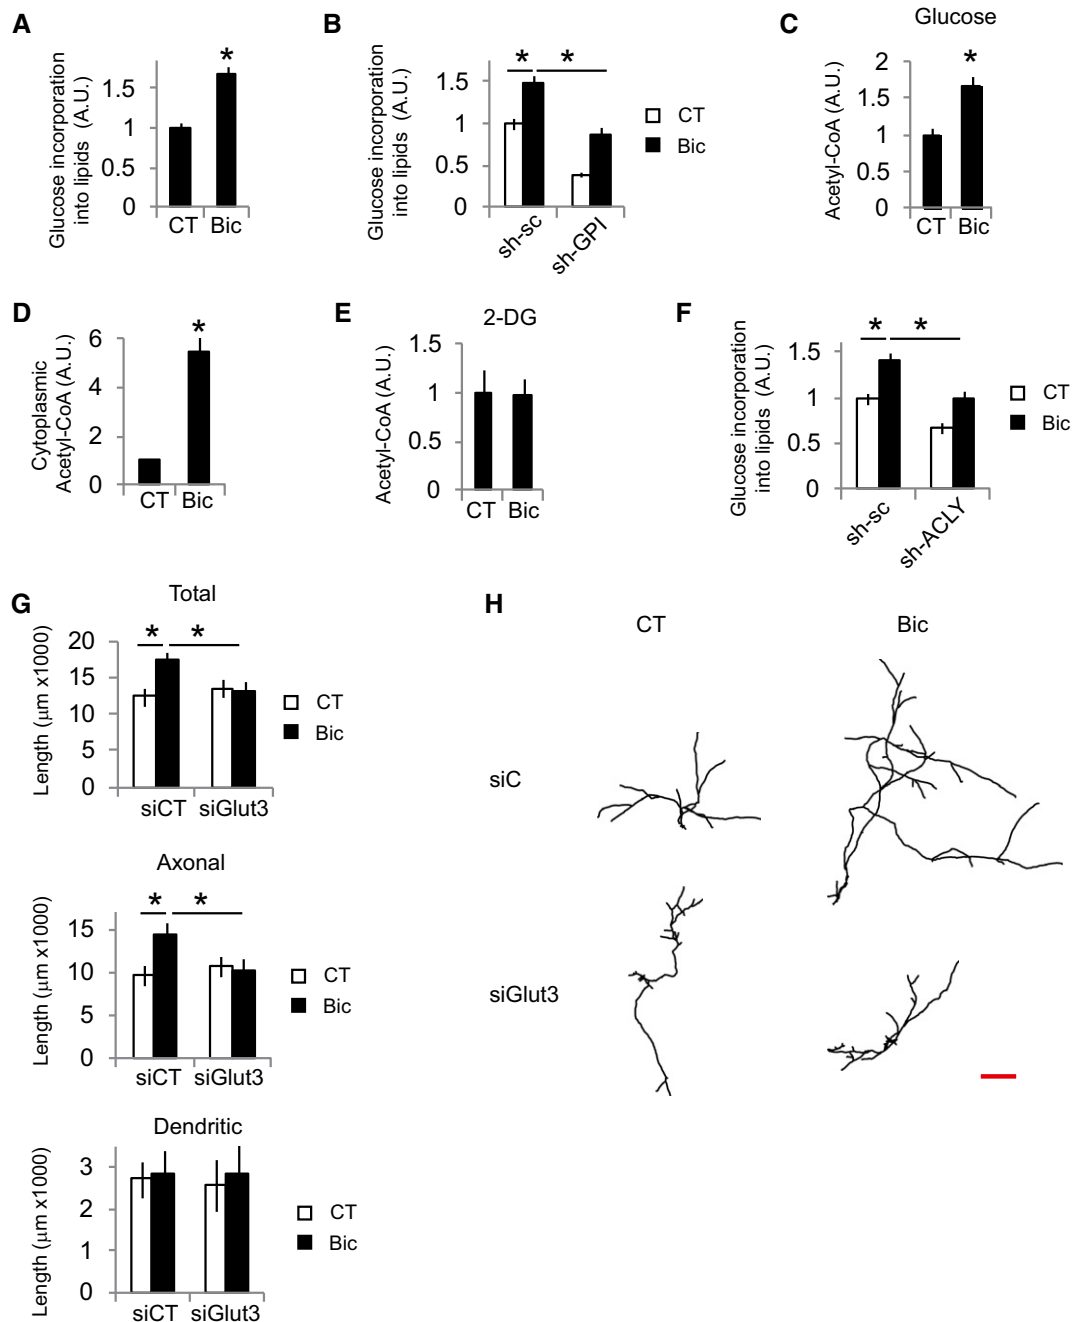 A
Glucose incorporation
into lipids (A.U.)
1.5
1
0.5
0
*
CT Bic
B
Glucose incorporation
into lipids (A.U.)
1.5
1
0.5
0
* *
sh-sc sh-GPI
CT
Bic
C
Glucose
Acetyl-CoA (A.U.)
2
1.5
1
0.5
0
*
CT Bic
D
Cytoplasmic
Acetyl-CoA (A.U.)
6
4
2
0
*
CT Bic
E
2-DG
Acetyl-CoA (A.U.)
1.5
1
0.5
0
CT Bic
F
Glucose incorporation
into lipids (A.U.)
1.5
1
0.5
0
* *
sh-sc sh-ACLY
CT
Bic
G
Total
Length (μm x1000)
20
15
10
5
0
* *
siCT siGlut3
CT
Bic
Axonal
Length (μm x1000)
15
10
5
0
* *
siCT siGlut3
CT
Bic
Dendritic
Length (μm x1000)
3
2
1
0
siCT siGlut3
CT
Bic
H
CT Bic
siC
siGlut3